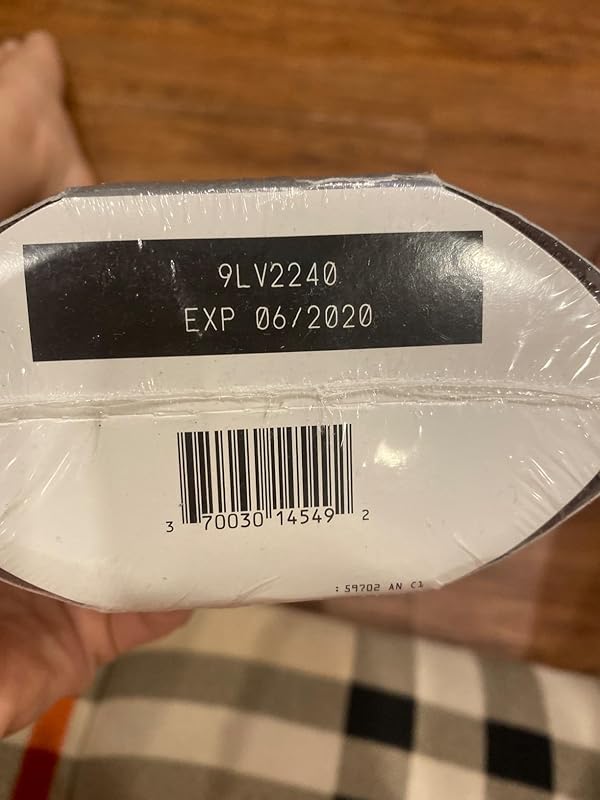 9LV2240
EXP 06/2020
3 70030 14549 2
: 59702 AN C1